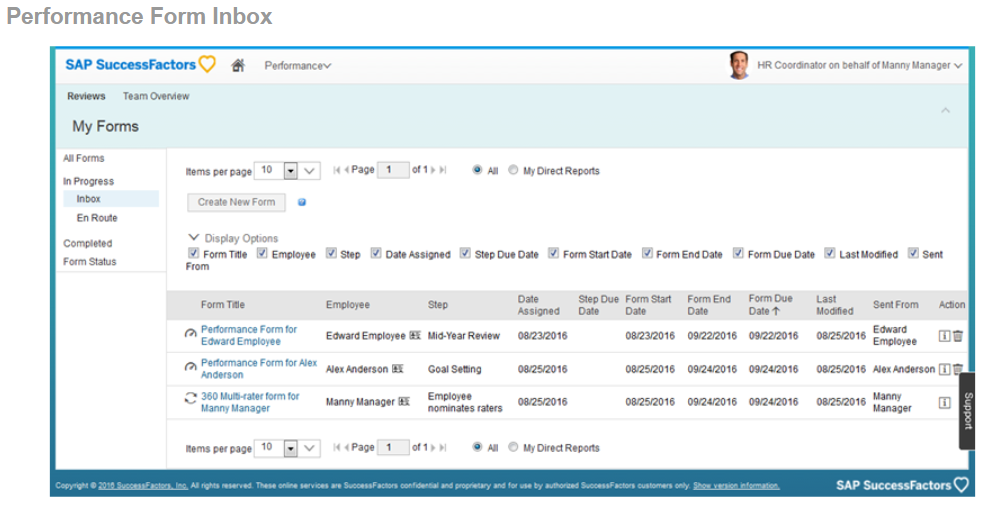 Performance Form Inbox
SAP SuccessFactors Performance HR Coordinator on behalf of Manny Manager
Reviews Team Overview
My Forms
All Forms
In Progress
Inbox
En Route
Completed
Form Status
Items per page 10 Page 1 of 1 All My Direct Reports
Create New Form
Display Options
Form Title Employee Step Date Assigned Step Due Date Form Start Date Form End Date Form Due Date Last Modified Sent
From
Form Title Employee Step Date Assigned Step Due Date Form Start Date Form End Date Form Due Date Last Modified Sent From Action
Performance Form for Edward Employee Edward Employee Mid-Year Review 08/23/2016 08/23/2016 09/22/2016 09/22/2016 08/25/2016 Edward Employee
Performance Form for Alex Anderson Alex Anderson Goal Setting 08/25/2016 08/25/2016 09/24/2016 09/24/2016 08/25/2016 Alex Anderson
360 Multi-rater form for Manny Manager Manny Manager Employee nominates raters 08/25/2016 08/25/2016 09/24/2016 09/24/2016 08/25/2016 Manny Manager
Support
Items per page 10 Page 1 of 1 All My Direct Reports
Copyright © 2016 SuccessFactors, Inc. All rights reserved. These online services are SuccessFactors confidential and proprietary and for use by authorized SuccessFactors customers only. Show version information. SAP SuccessFactors